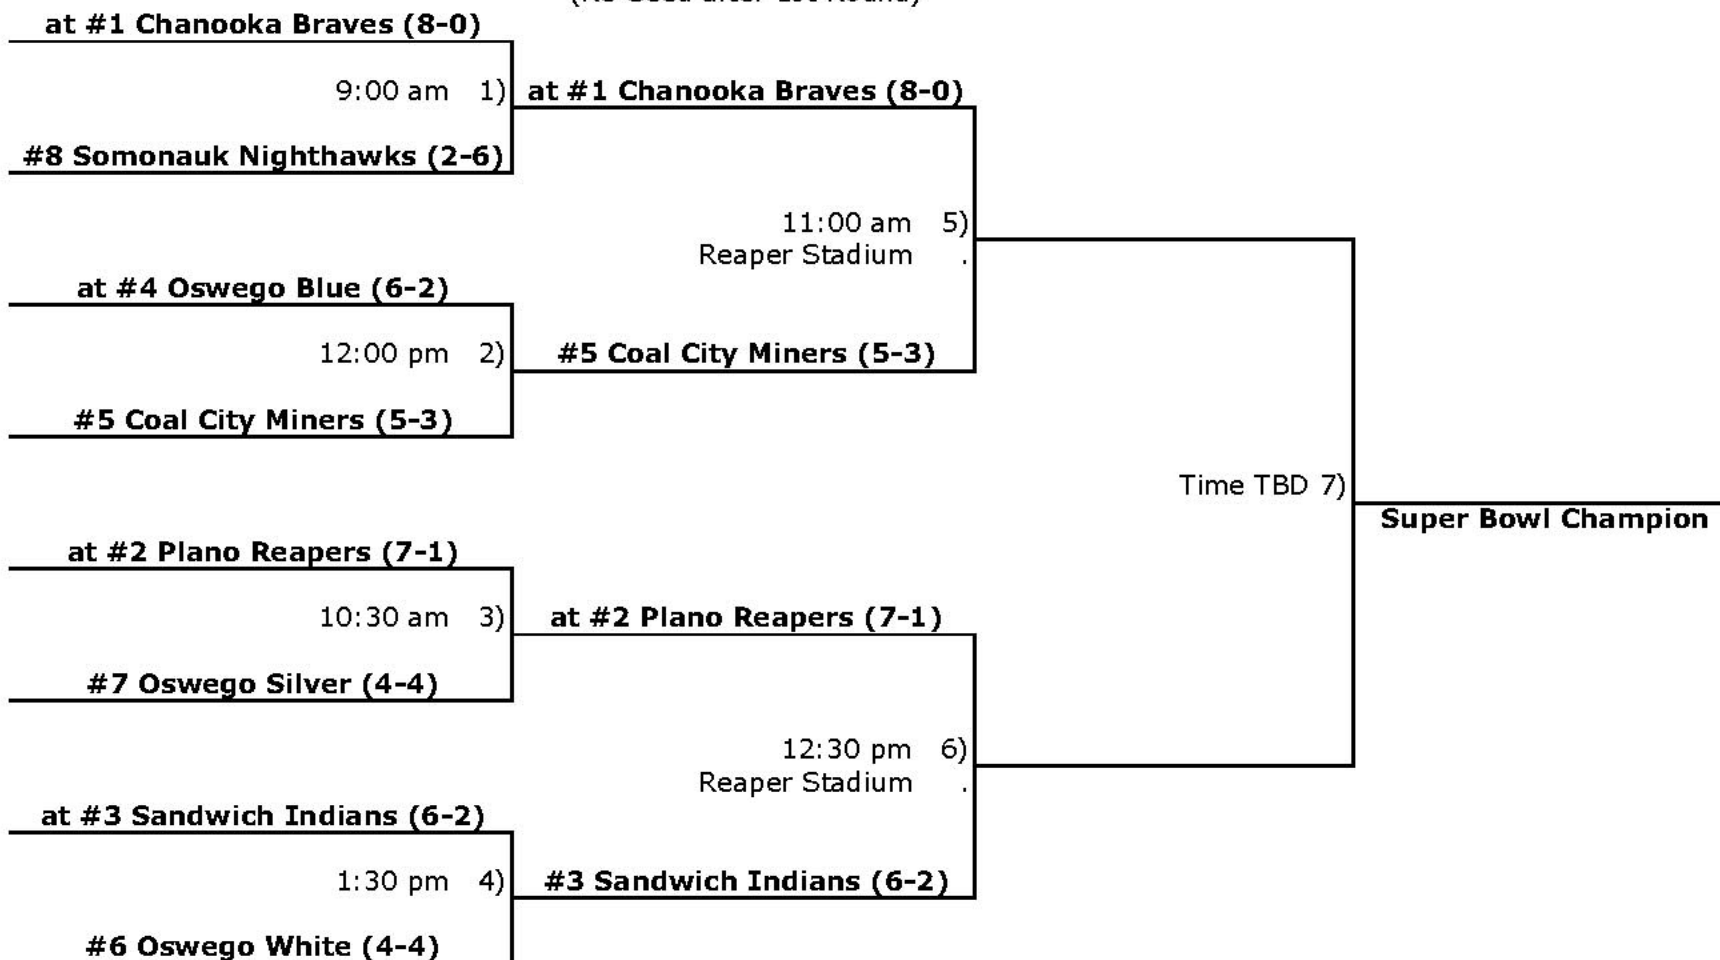 at #1 Chanooka Braves (8-0)
9:00 am 1)
at #1 Chanooka Braves (8-0)
#8 Somonauk Nighthawks (2-6)
11:00 am 5)
Reaper Stadium .
at #4 Oswego Blue (6-2)
12:00 pm 2)
#5 Coal City Miners (5-3)
#5 Coal City Miners (5-3)
Time TBD 7)
Super Bowl Champion
at #2 Plano Reapers (7-1)
10:30 am 3)
at #2 Plano Reapers (7-1)
#7 Oswego Silver (4-4)
12:30 pm 6)
Reaper Stadium .
at #3 Sandwich Indians (6-2)
1:30 pm 4)
#3 Sandwich Indians (6-2)
#6 Oswego White (4-4)